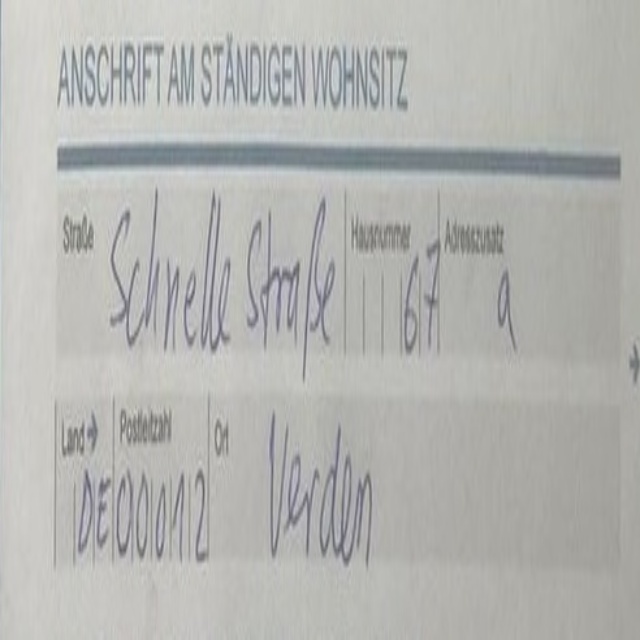 ANSCHRIFT AM STÄNDIGEN WOHNSITZ
Straße Schnelle Straße Hausnummer 67 Adresszusatz a
Land → DE Postleitzahl 00012 Ort Verden